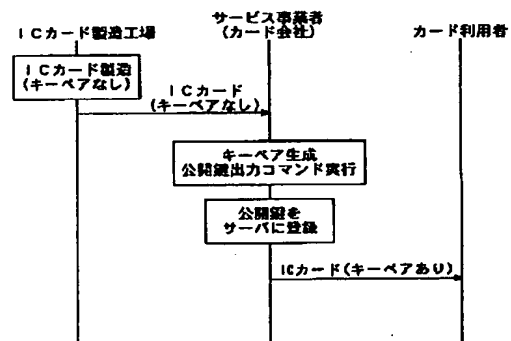 ICカード製造工場
サービス事業者
(カード会社)
カード利用者
ICカード製造
(キーペアなし)
ICカード
(キーペアなし)
キーペア生成
公開鍵出力コマンド実行
公開鍵を
サーバに登録
ICカード(キーペアあり)